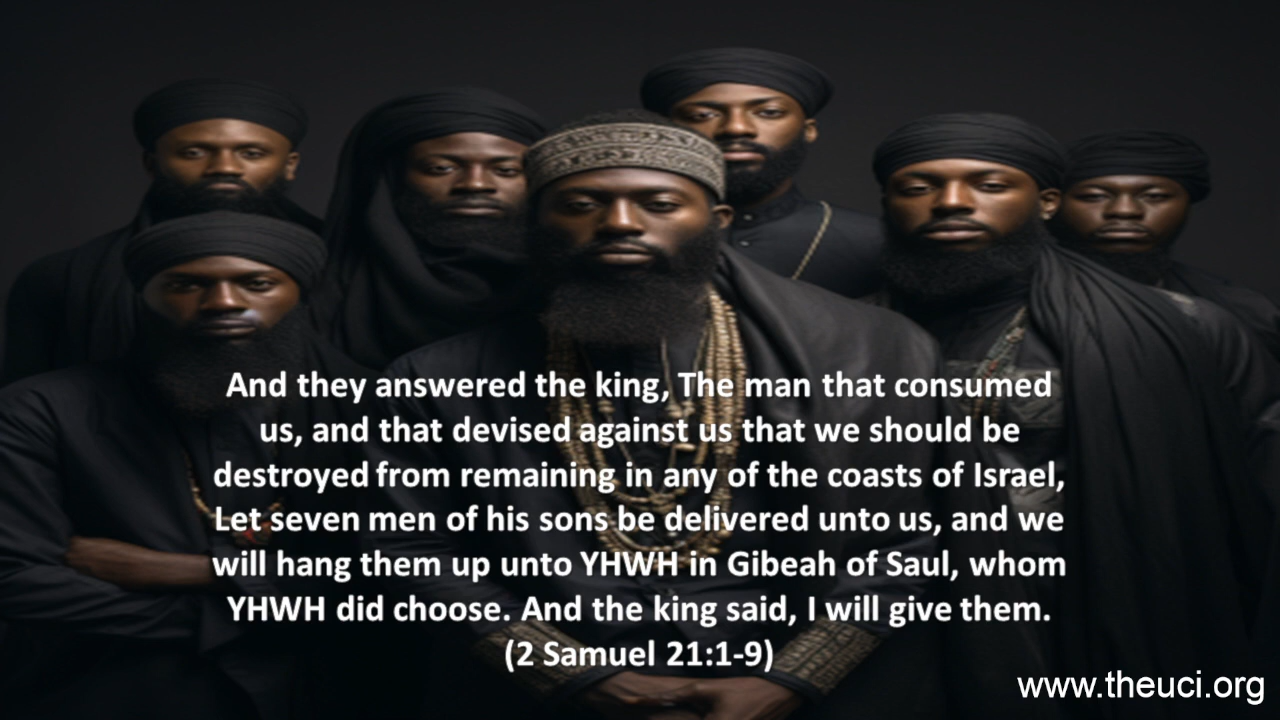 And they answered the king, The man that consumed
us, and that devised against us that we should be
destroyed from remaining in any of the coasts of Israel,
Let seven men of his sons be delivered unto us, and we
will hang them up unto YHWH in Gibeah of Saul, whom
YHWH did choose. And the king said, I will give them.
(2 Samuel 21:1-9)
www.theuci.org